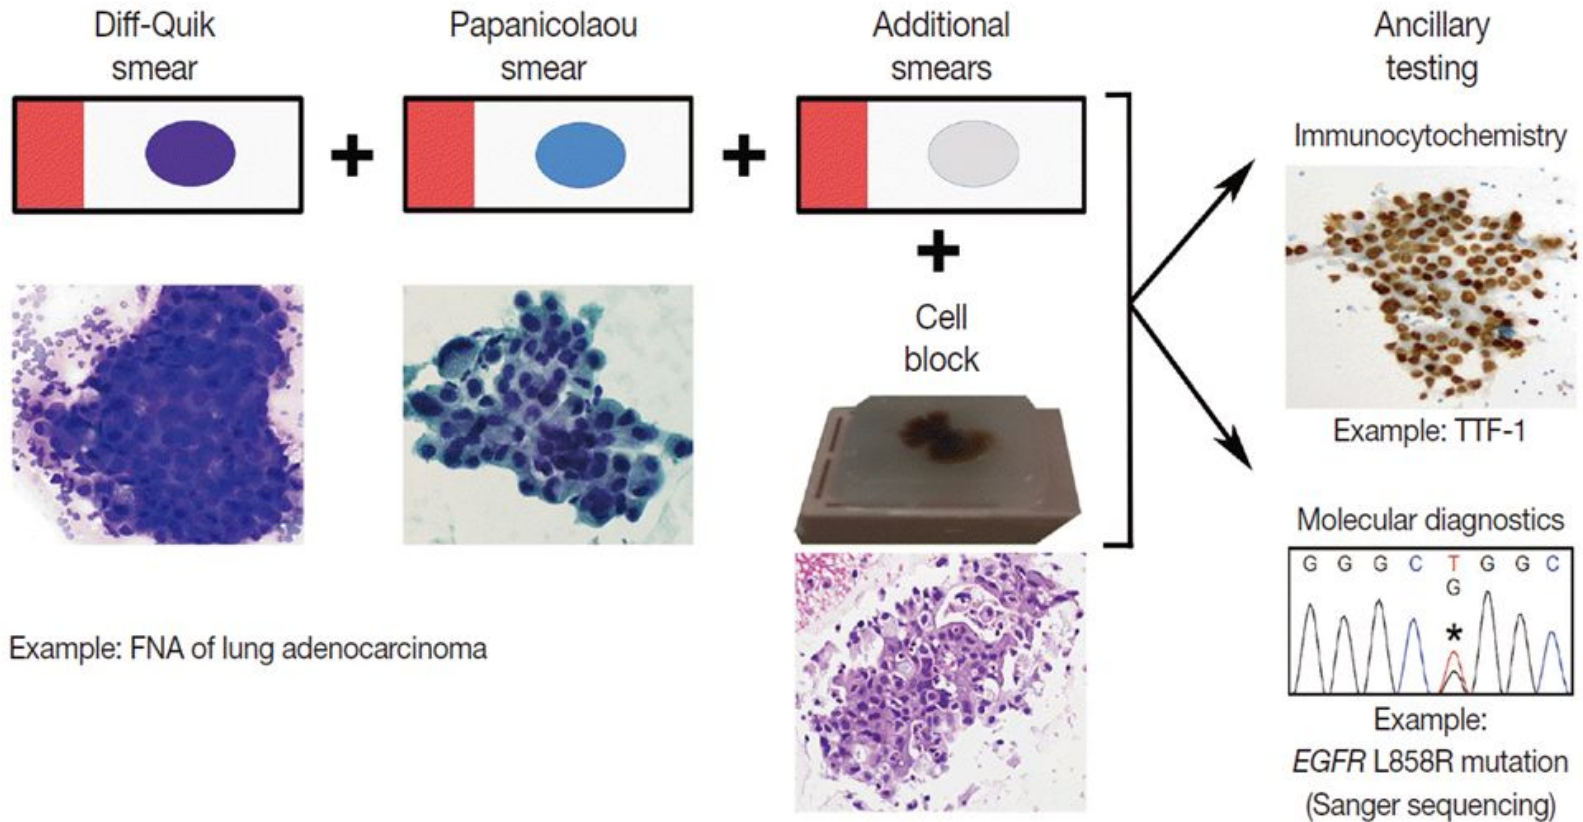 Diff-Quik
smear
Papanicolaou
smear
Additional
smears
Ancillary
testing
Immunocytochemistry
Cell
block
Example: TTF-1
Molecular diagnostics
G G G C T G G C
G
*
Example: FNA of lung adenocarcinoma
Example:
EGFR L858R mutation
(Sanger sequencing)